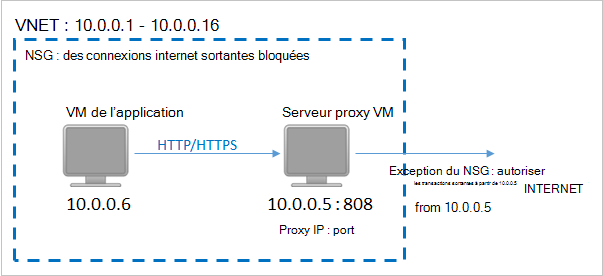 VNET : 10.0.0.1 - 10.0.0.16
NSG : des connexions internet sortantes bloquées
VM de l'application
Serveur proxy VM
HTTP/HTTPS
10.0.0.6
10.0.0.5 : 808
Proxy IP : port
Exception du NSG : autoriser
les transactions sortantes à partir de 10.0.0.5
INTERNET
from 10.0.0.5